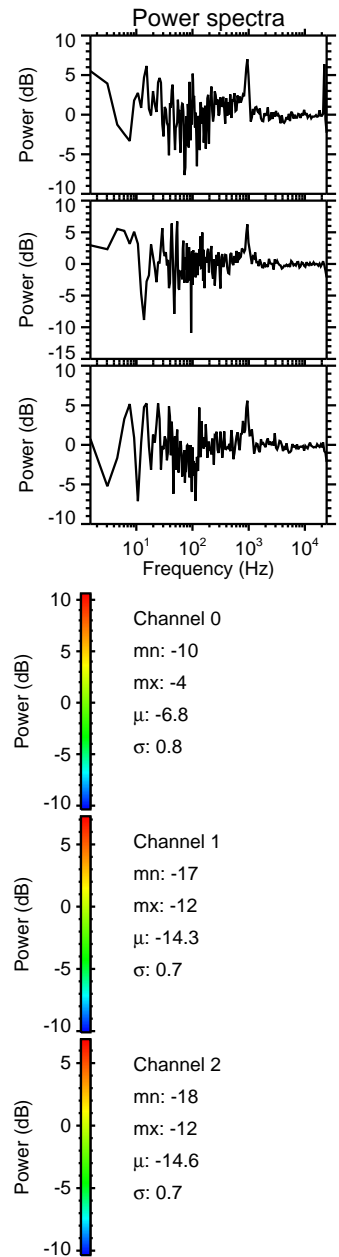 Power spectra
10
5
0
-5
-10
Power (dB)
10
5
0
-5
-10
-15
Power (dB)
10
5
0
-5
-10
Power (dB)
10¹ 10² 10³ 10⁴
Frequency (Hz)
10
5
0
-5
-10
Power (dB)
Channel 0
mn: -10
mx: -4
μ: -6.8
σ: 0.8
5
0
-5
-10
Power (dB)
Channel 1
mn: -17
mx: -12
μ: -14.3
σ: 0.7
5
0
-5
-10
Power (dB)
Channel 2
mn: -18
mx: -12
μ: -14.6
σ: 0.7